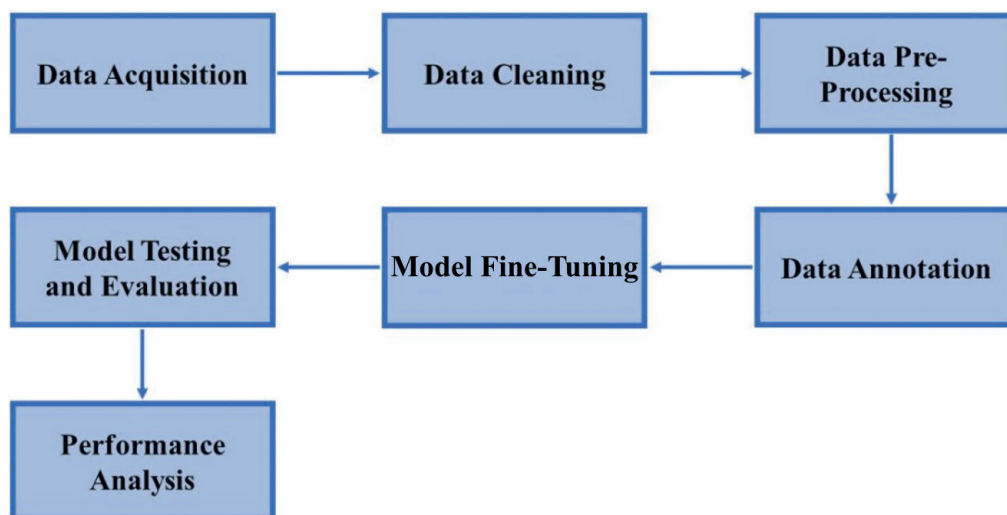 Data Acquisition
Data Cleaning
Data Pre-
Processing
Data Annotation
Model Fine-Tuning
Model Testing
and Evaluation
Performance
Analysis